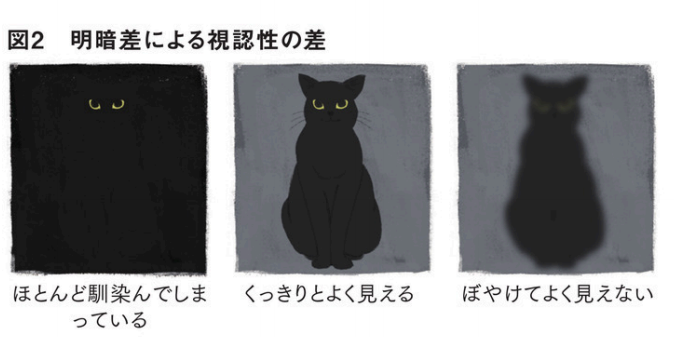 図2　明暗差による視認性の差
ほとんど馴染んでしま
っている
くっきりとよく見える
ぼやけてよく見えない